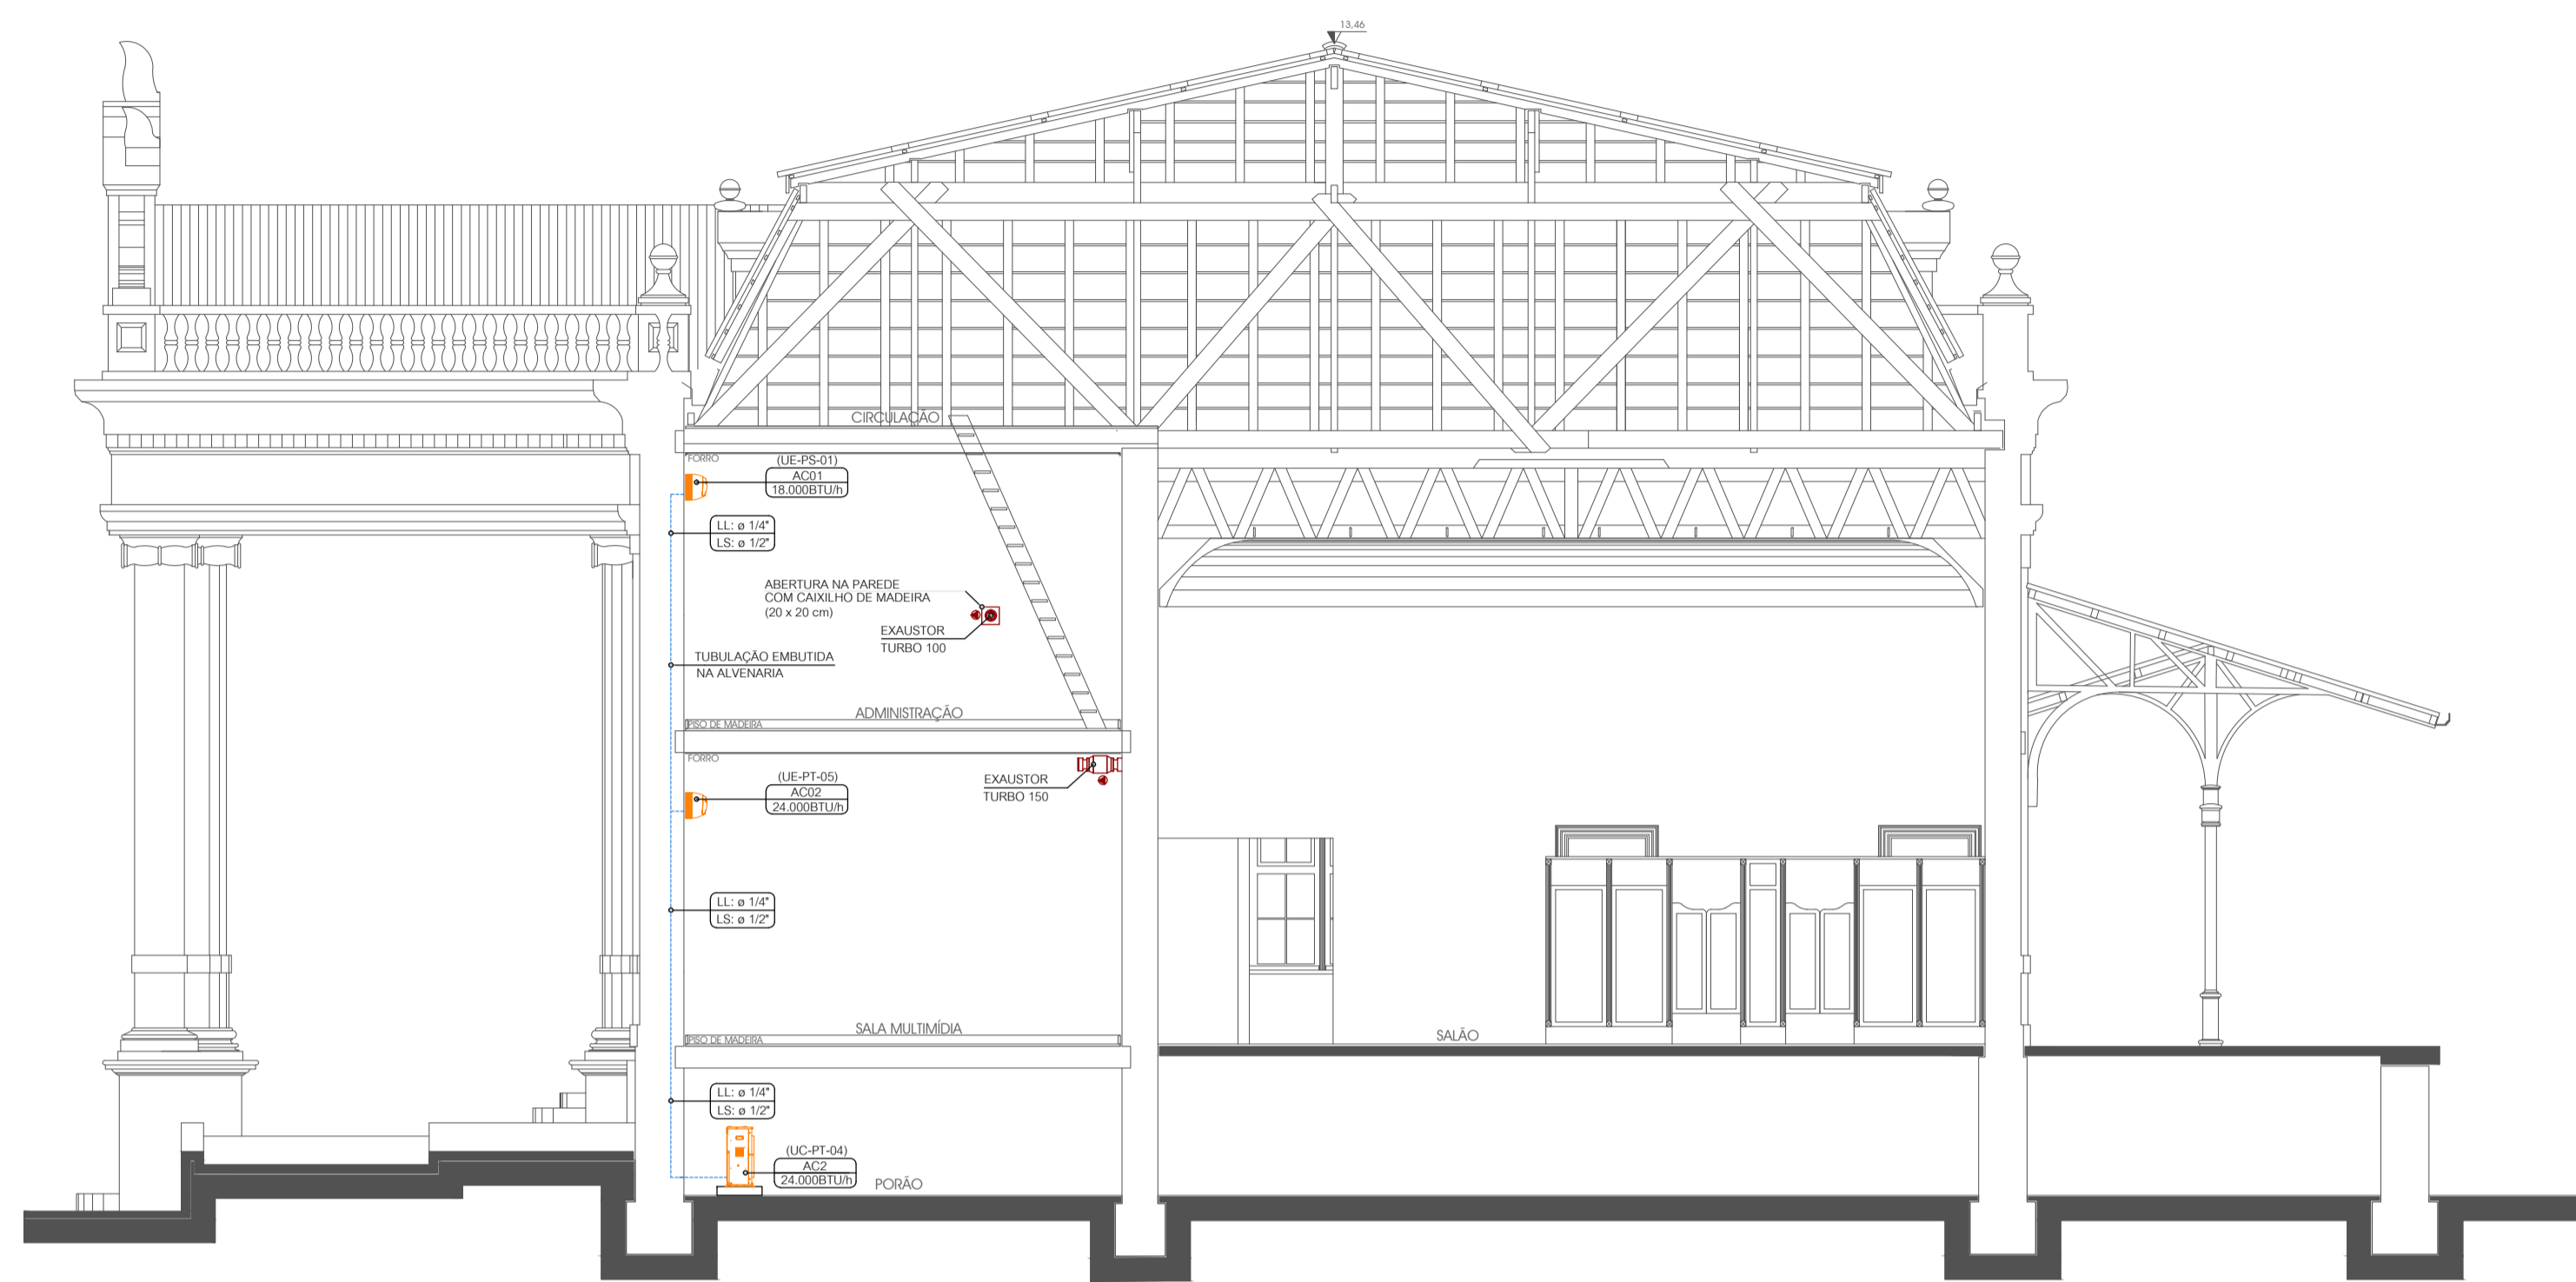 13,46
CIRCULAÇÃO
FORRO
(UE-PS-01)
AC01
18.000BTU/h
LL: ø 1/4"
LS: ø 1/2"
ABERTURA NA PAREDE
COM CAIXILHO DE MADEIRA
(20 x 20 cm)
EXAUSTOR
TURBO 100
TUBULAÇÃO EMBUTIDA
NA ALVENARIA
ADMINISTRAÇÃO
PISO DE MADEIRA
FORRO
(UE-PT-05)
AC02
24.000BTU/h
EXAUSTOR
TURBO 150
LL: ø 1/4"
LS: ø 1/2"
SALA MULTIMÍDIA
PISO DE MADEIRA
SALÃO
LL: ø 1/4"
LS: ø 1/2"
(UC-PT-04)
AC2
24.000BTU/h
PORÃO